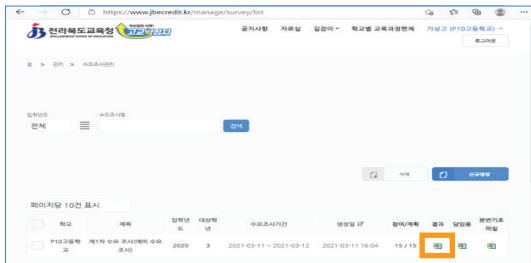 https://www.jbecredit.kr/manage/survey/list
전라북도교육청
공지사항 자료실 길잡이 학교별 교육과정편제 가상고 (P10고등학교)
로그아웃
관리 > 수요조사관리
입학년도 수요조사명
전체 검색
삭제 신규생성
페이지당 10건 표시
학교 제목 입학년도 대상학년 수요조사기간 생성일 참여/계획 결과 담임용 분반기초파일
P10고등학교 제1차 수요 조사(예비 수요조사) 2020 3 2021-03-11 ~ 2021-03-12 2021-03-11 16:04 15 / 15